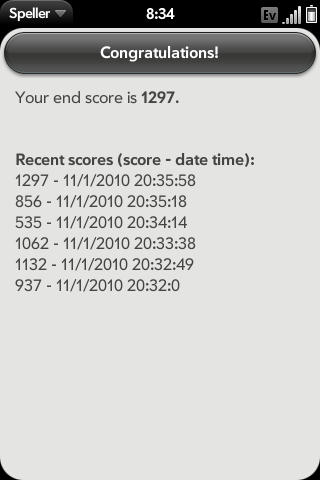 Speller 8:34 Ev
Congratulations!
Your end score is 1297.
Recent scores (score - date time):
1297 - 11/1/2010 20:35:58
856 - 11/1/2010 20:35:18
535 - 11/1/2010 20:34:14
1062 - 11/1/2010 20:33:38
1132 - 11/1/2010 20:32:49
937 - 11/1/2010 20:32:0